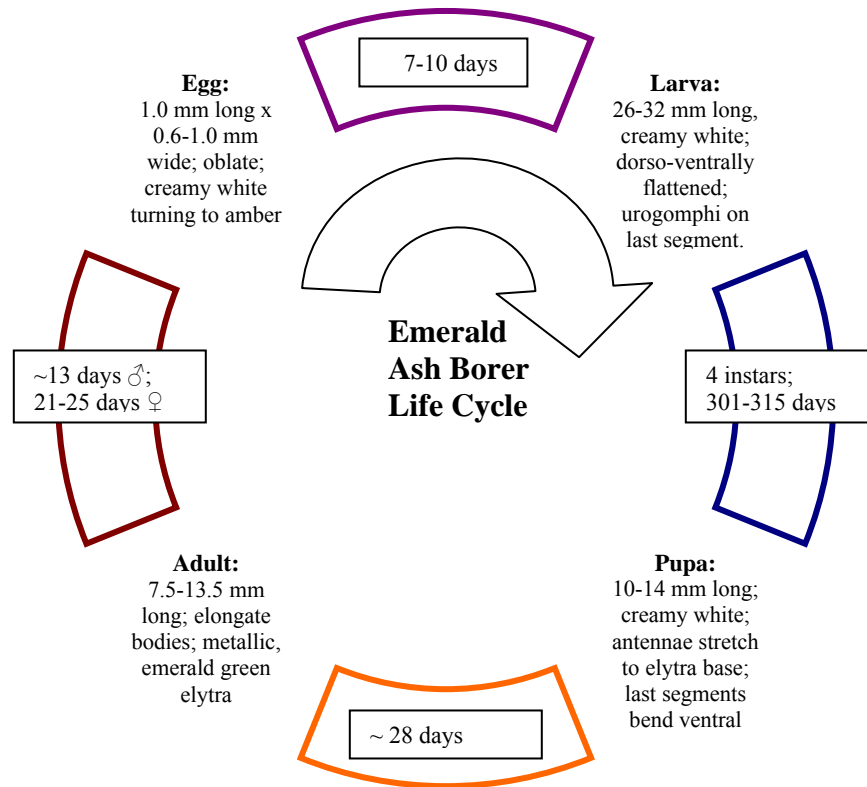 7-10 days
Egg:
1.0 mm long x
0.6-1.0 mm
wide; oblate;
creamy white
turning to amber
Larva:
26-32 mm long,
creamy white;
dorso-ventrally
flattened;
urogomphi on
last segment.
Emerald
Ash Borer
Life Cycle
~13 days ♂;
21-25 days ♀
4 instars;
301-315 days
Adult:
7.5-13.5 mm
long; elongate
bodies; metallic,
emerald green
elytra
Pupa:
10-14 mm long;
creamy white;
antennae stretch
to elytra base;
last segments
bend ventral
~ 28 days